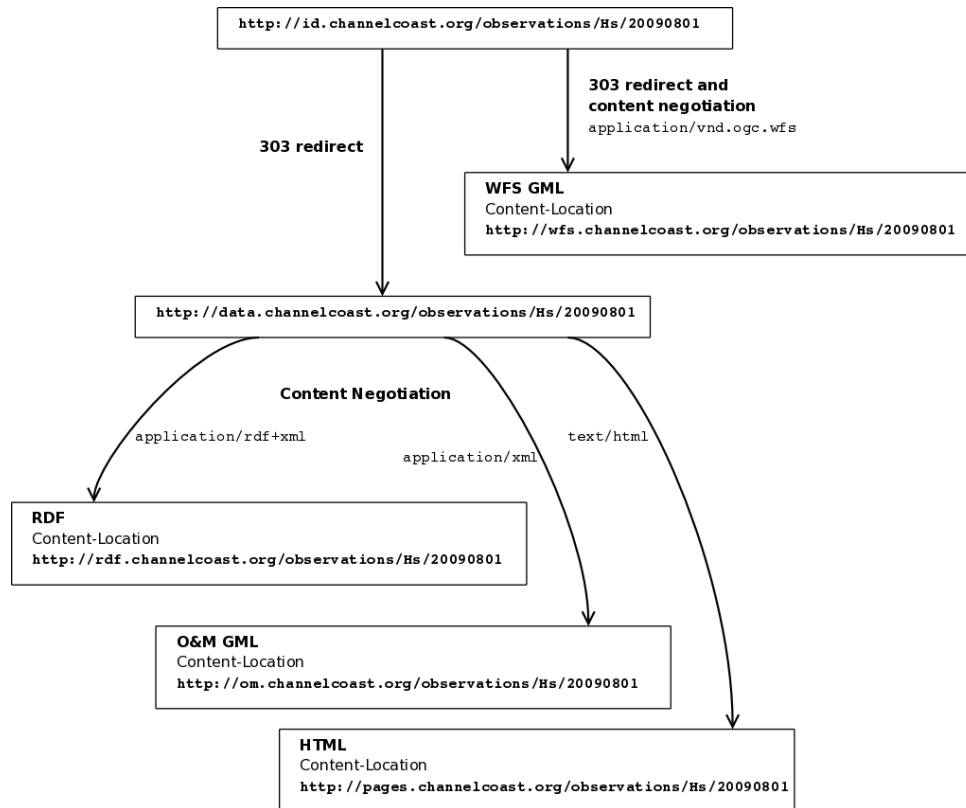 http://id.channelcoast.org/observations/Hs/20090801
303 redirect and
content negotiation
application/vnd.ogc.wfs
303 redirect
WFS GML
Content-Location
http://wfs.channelcoast.org/observations/Hs/20090801
http://data.channelcoast.org/observations/Hs/20090801
Content Negotiation
application/rdf+xml
text/html
application/xml
RDF
Content-Location
http://rdf.channelcoast.org/observations/Hs/20090801
O&M GML
Content-Location
http://om.channelcoast.org/observations/Hs/20090801
HTML
Content-Location
http://pages.channelcoast.org/observations/Hs/20090801